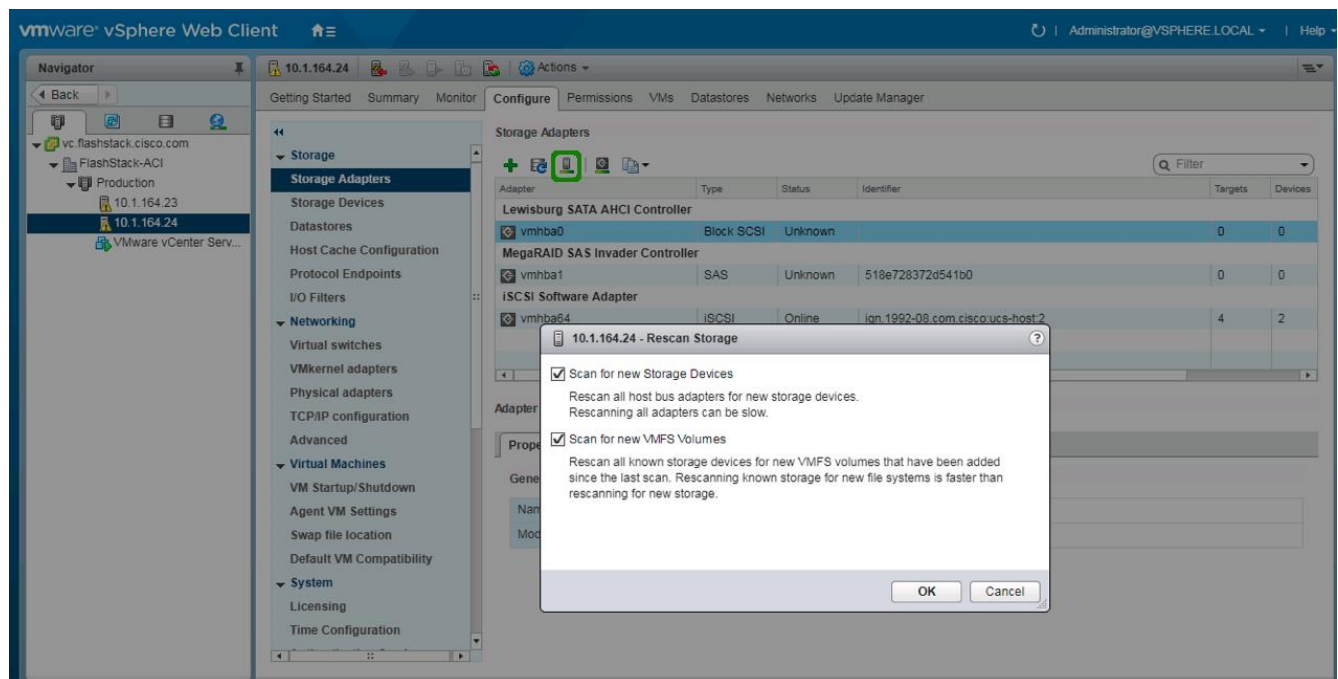 vmware® vSphere Web Client
Administrator@VSPHERE.LOCAL
Help
Navigator
Back
vc.flashstack.cisco.com
FlashStack-ACI
Production
10.1.164.23
10.1.164.24
VMware vCenter Serv...
10.1.164.24
Actions
Getting Started Summary Monitor Configure Permissions VMs Datastores Networks Update Manager
Storage
Storage Adapters
Storage Devices
Datastores
Host Cache Configuration
Protocol Endpoints
I/O Filters
Networking
Virtual switches
VMkernel adapters
Physical adapters
TCP/IP configuration
Advanced
Virtual Machines
VM Startup/Shutdown
Agent VM Settings
Swap file location
Default VM Compatibility
System
Licensing
Time Configuration
Storage Adapters
Filter
Adapter Type Status Identifier Targets Devices
Lewisburg SATA AHCI Controller
vmhba0 Block SCSI Unknown 0 0
MegaRAID SAS Invader Controller
vmhba1 SAS Unknown 518e728372d541b0 0 0
iSCSI Software Adapter
vmhba64 iSCSI Online iqn.1992-08.com.cisco:ucs-host:2 4 2
Adapter
Prope
Gene
Nam
Mod
10.1.164.24 - Rescan Storage
?
Scan for new Storage Devices
Rescan all host bus adapters for new storage devices.
Rescanning all adapters can be slow.
Scan for new VMFS Volumes
Rescan all known storage devices for new VMFS volumes that have been added
since the last scan. Rescanning known storage for new file systems is faster than
rescanning for new storage.
OK Cancel